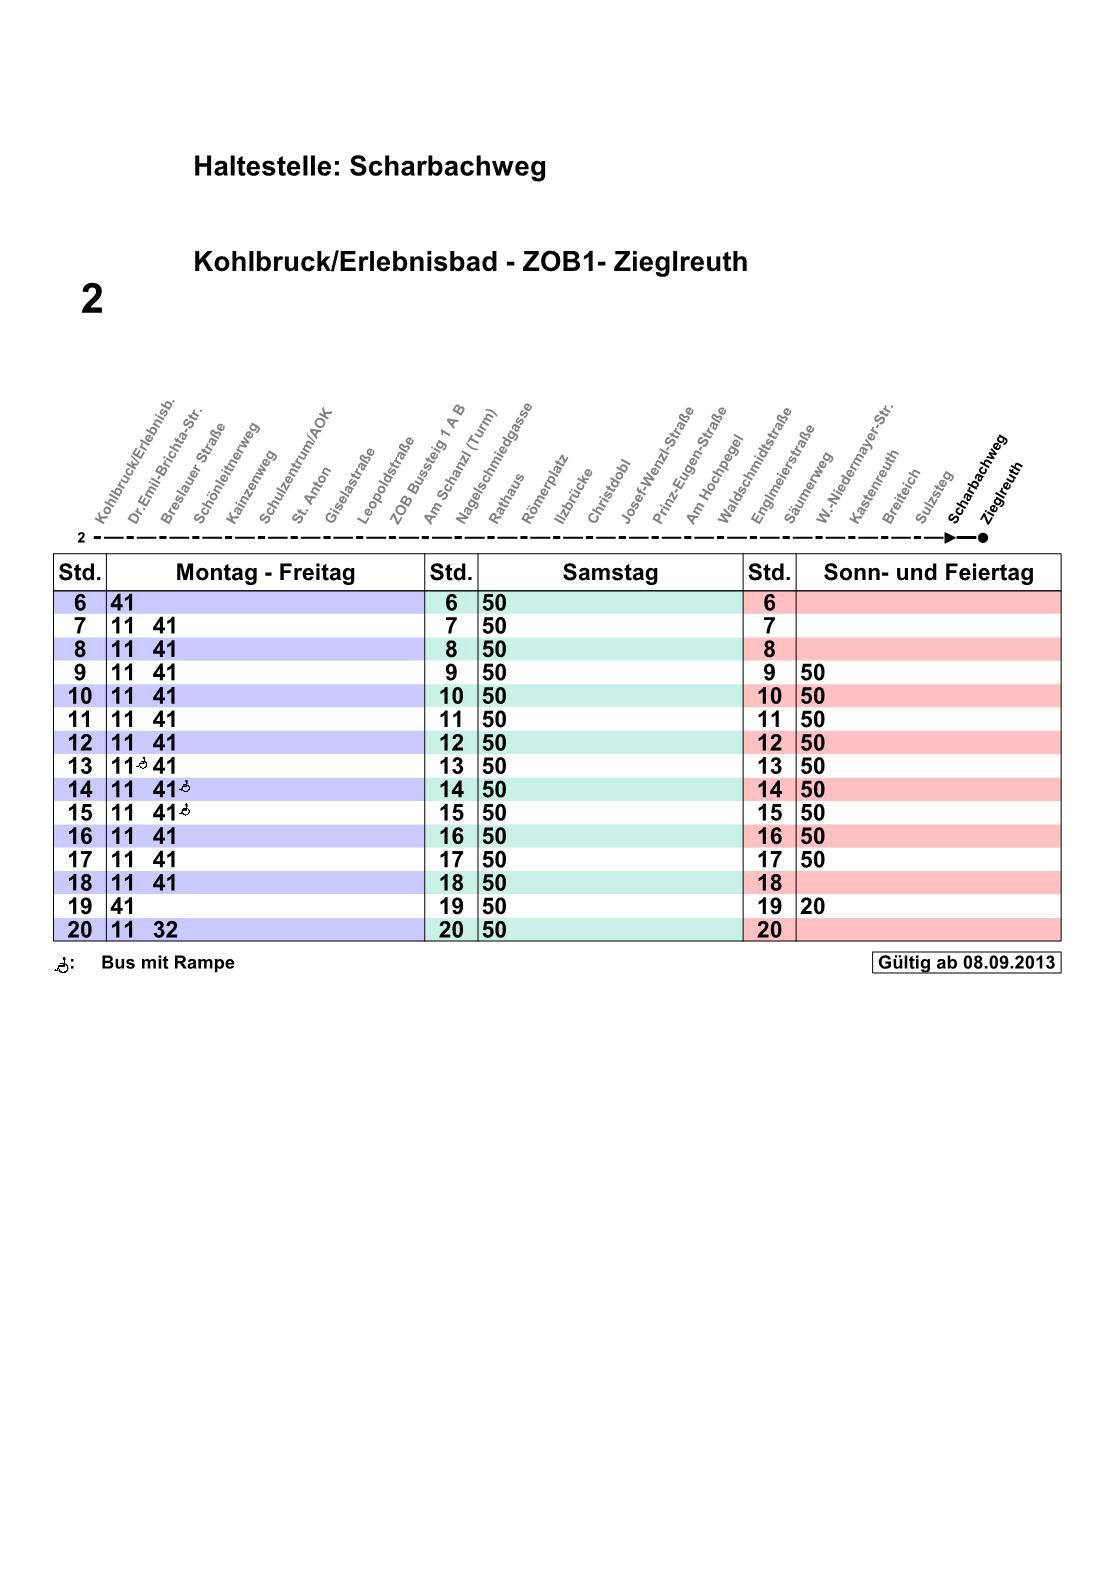 Haltestelle: Scharbachweg
Kohlbruck/Erlebnisbad - ZOB1- Zieglreuth
2
Kohlbruck/Erlebnisb.
Dr.Emil-Brichta-Str.
Breslauer Straße
Schönleitnerweg
Kainzenweg
Schulzentrum/AOK
St. Anton
Giselastraße
Leopoldstraße
ZOB Bussteig 1 A B
Am Schanzl (Turm)
Nagelschmiedgasse
Rathaus
Römerplatz
Ilzbrücke
Christdobl
Josef-Wenzl-Straße
Prinz-Eugen-Straße
Am Hochpegel
Waldschmidtstraße
Englmeierstraße
Säumerweg
W.-Niedermayer-Str.
Kastenreuth
Breiteich
Sulzsteg
Scharbachweg
Zieglreuth
2
Std. Montag - Freitag Std. Samstag Std. Sonn- und Feiertag
6 41 6 50 6
7 11 41 7 50 7
8 11 41 8 50 8
9 11 41 9 50 9 50
10 11 41 10 50 10 50
11 11 41 11 50 11 50
12 11 41 12 50 12 50
13 11 41 13 50 13 50
14 11 41 14 50 14 50
15 11 41 15 50 15 50
16 11 41 16 50 16 50
17 11 41 17 50 17 50
18 11 41 18 50 18
19 41 19 50 19 20
20 11 32 20 50 20
: Bus mit Rampe Gültig ab 08.09.2013